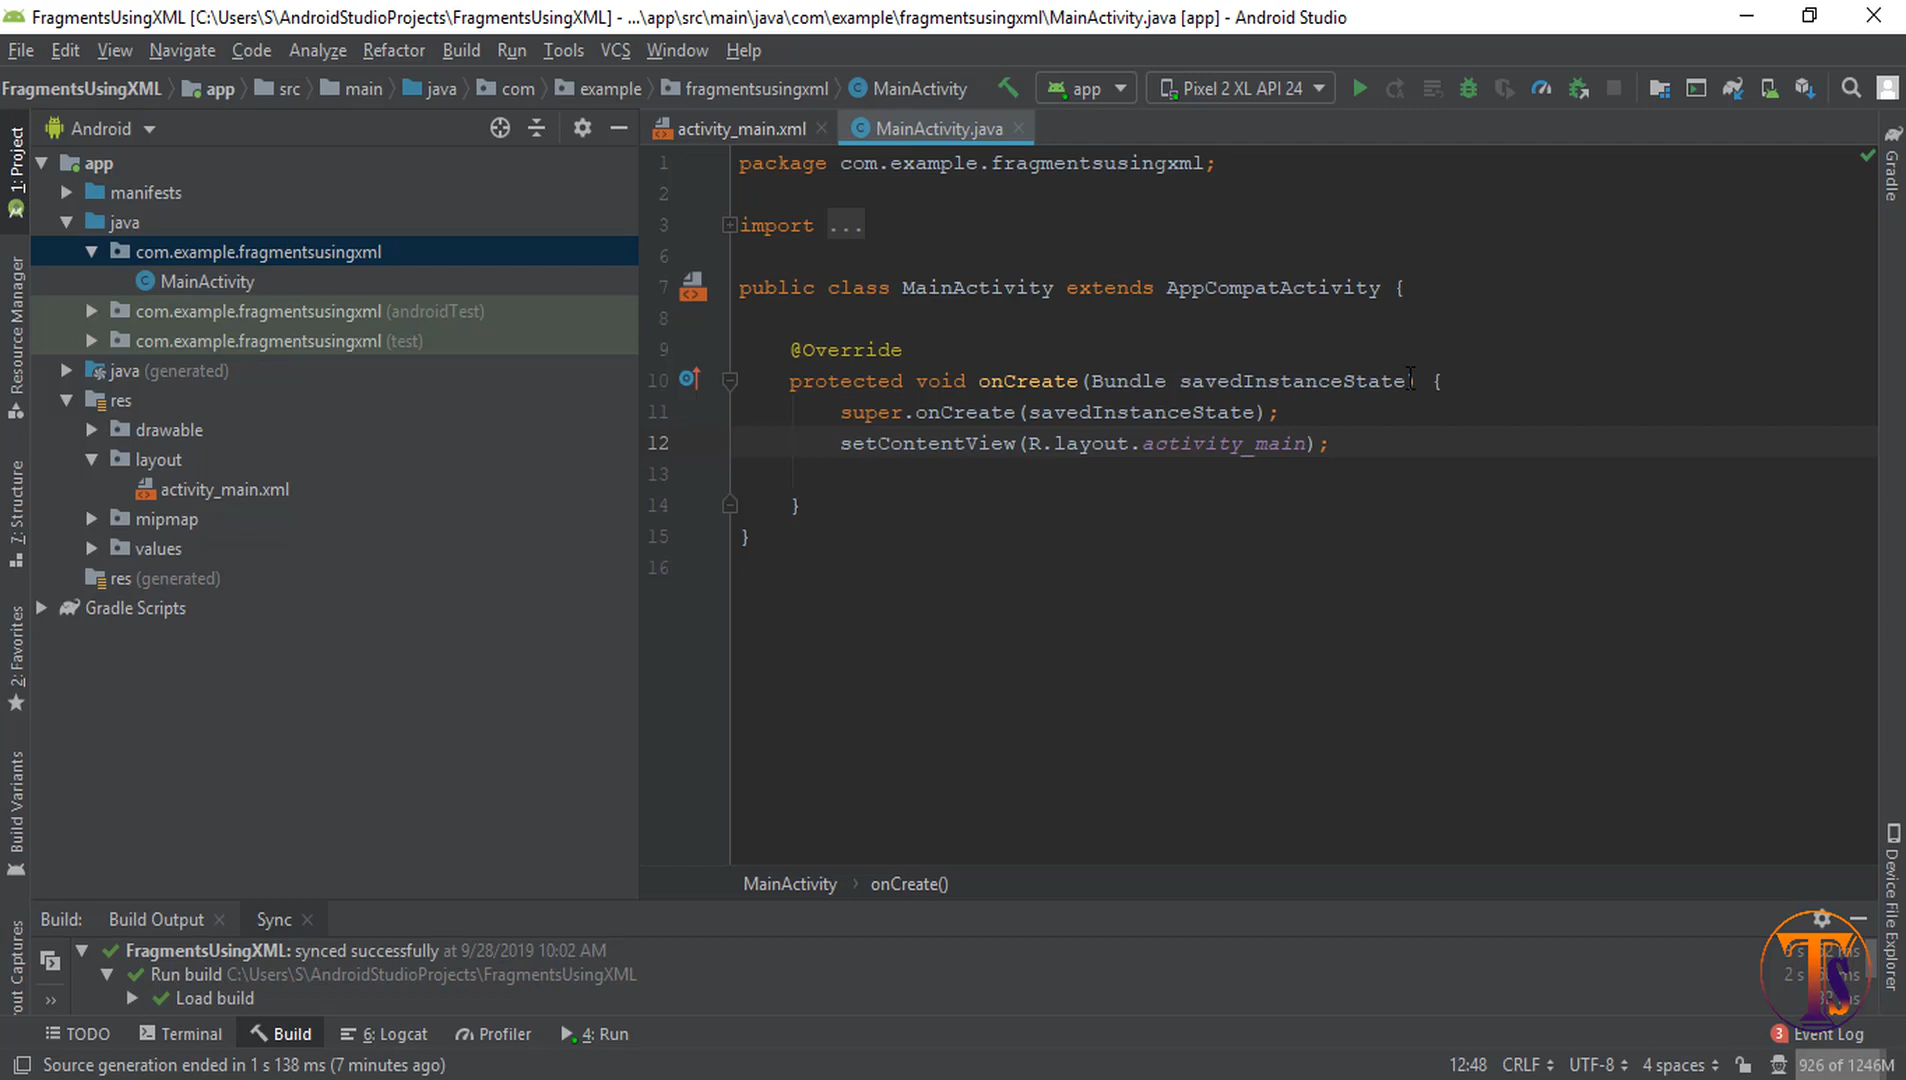 FragmentsUsingXML [C:\Users\S\AndroidStudioProjects\FragmentsUsingXML] - ...\app\src\main\java\com\example\fragmentsusingxml\MainActivity.java [app] - Android Studio
File Edit View Navigate Code Analyze Refactor Build Run Tools VCS Window Help
FragmentsUsingXML app src main java com example fragmentsusingxml MainActivity app Pixel 2 XL API 24
Android
activity_main.xml MainActivity.java
1: Project
Resource Manager
7: Structure
2: Favorites
Build Variants
out Captures
app
manifests
java
com.example.fragmentsusingxml
MainActivity
com.example.fragmentsusingxml (androidTest)
com.example.fragmentsusingxml (test)
java (generated)
res
drawable
layout
activity_main.xml
mipmap
values
res (generated)
Gradle Scripts
1 package com.example.fragmentsusingxml;
2
3 import ...
6
7 public class MainActivity extends AppCompatActivity {
8
9 @Override
10 protected void onCreate(Bundle savedInstanceState) {
11 super.onCreate(savedInstanceState);
12 setContentView(R.layout.activity_main);
13
14 }
15 }
16
MainActivity › onCreate()
Gradle
Device File Explorer
Build: Build Output Sync
FragmentsUsingXML: synced successfully at 9/28/2019 10:02 AM
Run build C:\Users\S\AndroidStudioProjects\FragmentsUsingXML
Load build
TS
TODO Terminal Build 6: Logcat Profiler 4: Run 3 Event Log
Source generation ended in 1 s 138 ms (7 minutes ago) 12:48 CRLF UTF-8 4 spaces 926 of 1246M